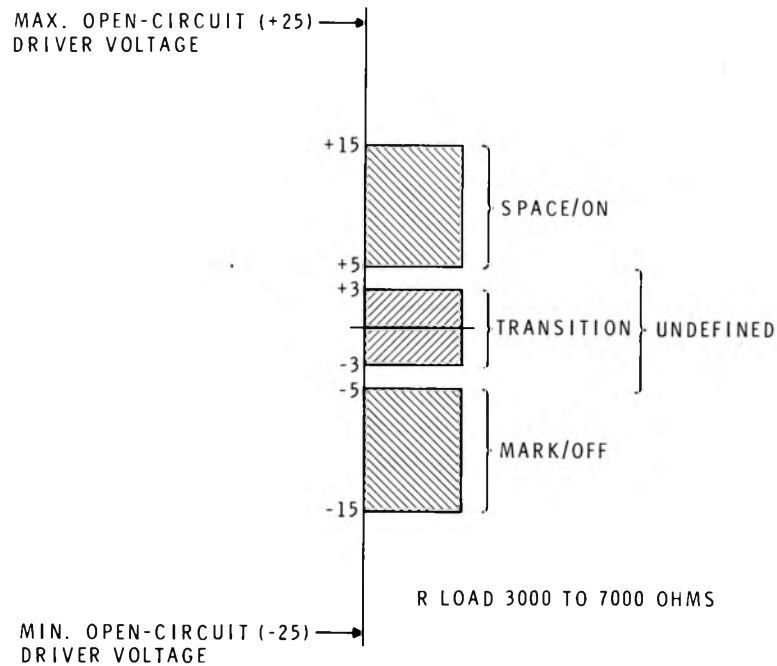 MAX. OPEN-CIRCUIT (+25)
DRIVER VOLTAGE
+15
SPACE/ON
+5
+3
TRANSITION
UNDEFINED
-3
-5
MARK/OFF
-15
R LOAD 3000 TO 7000 OHMS
MIN. OPEN-CIRCUIT (-25)
DRIVER VOLTAGE